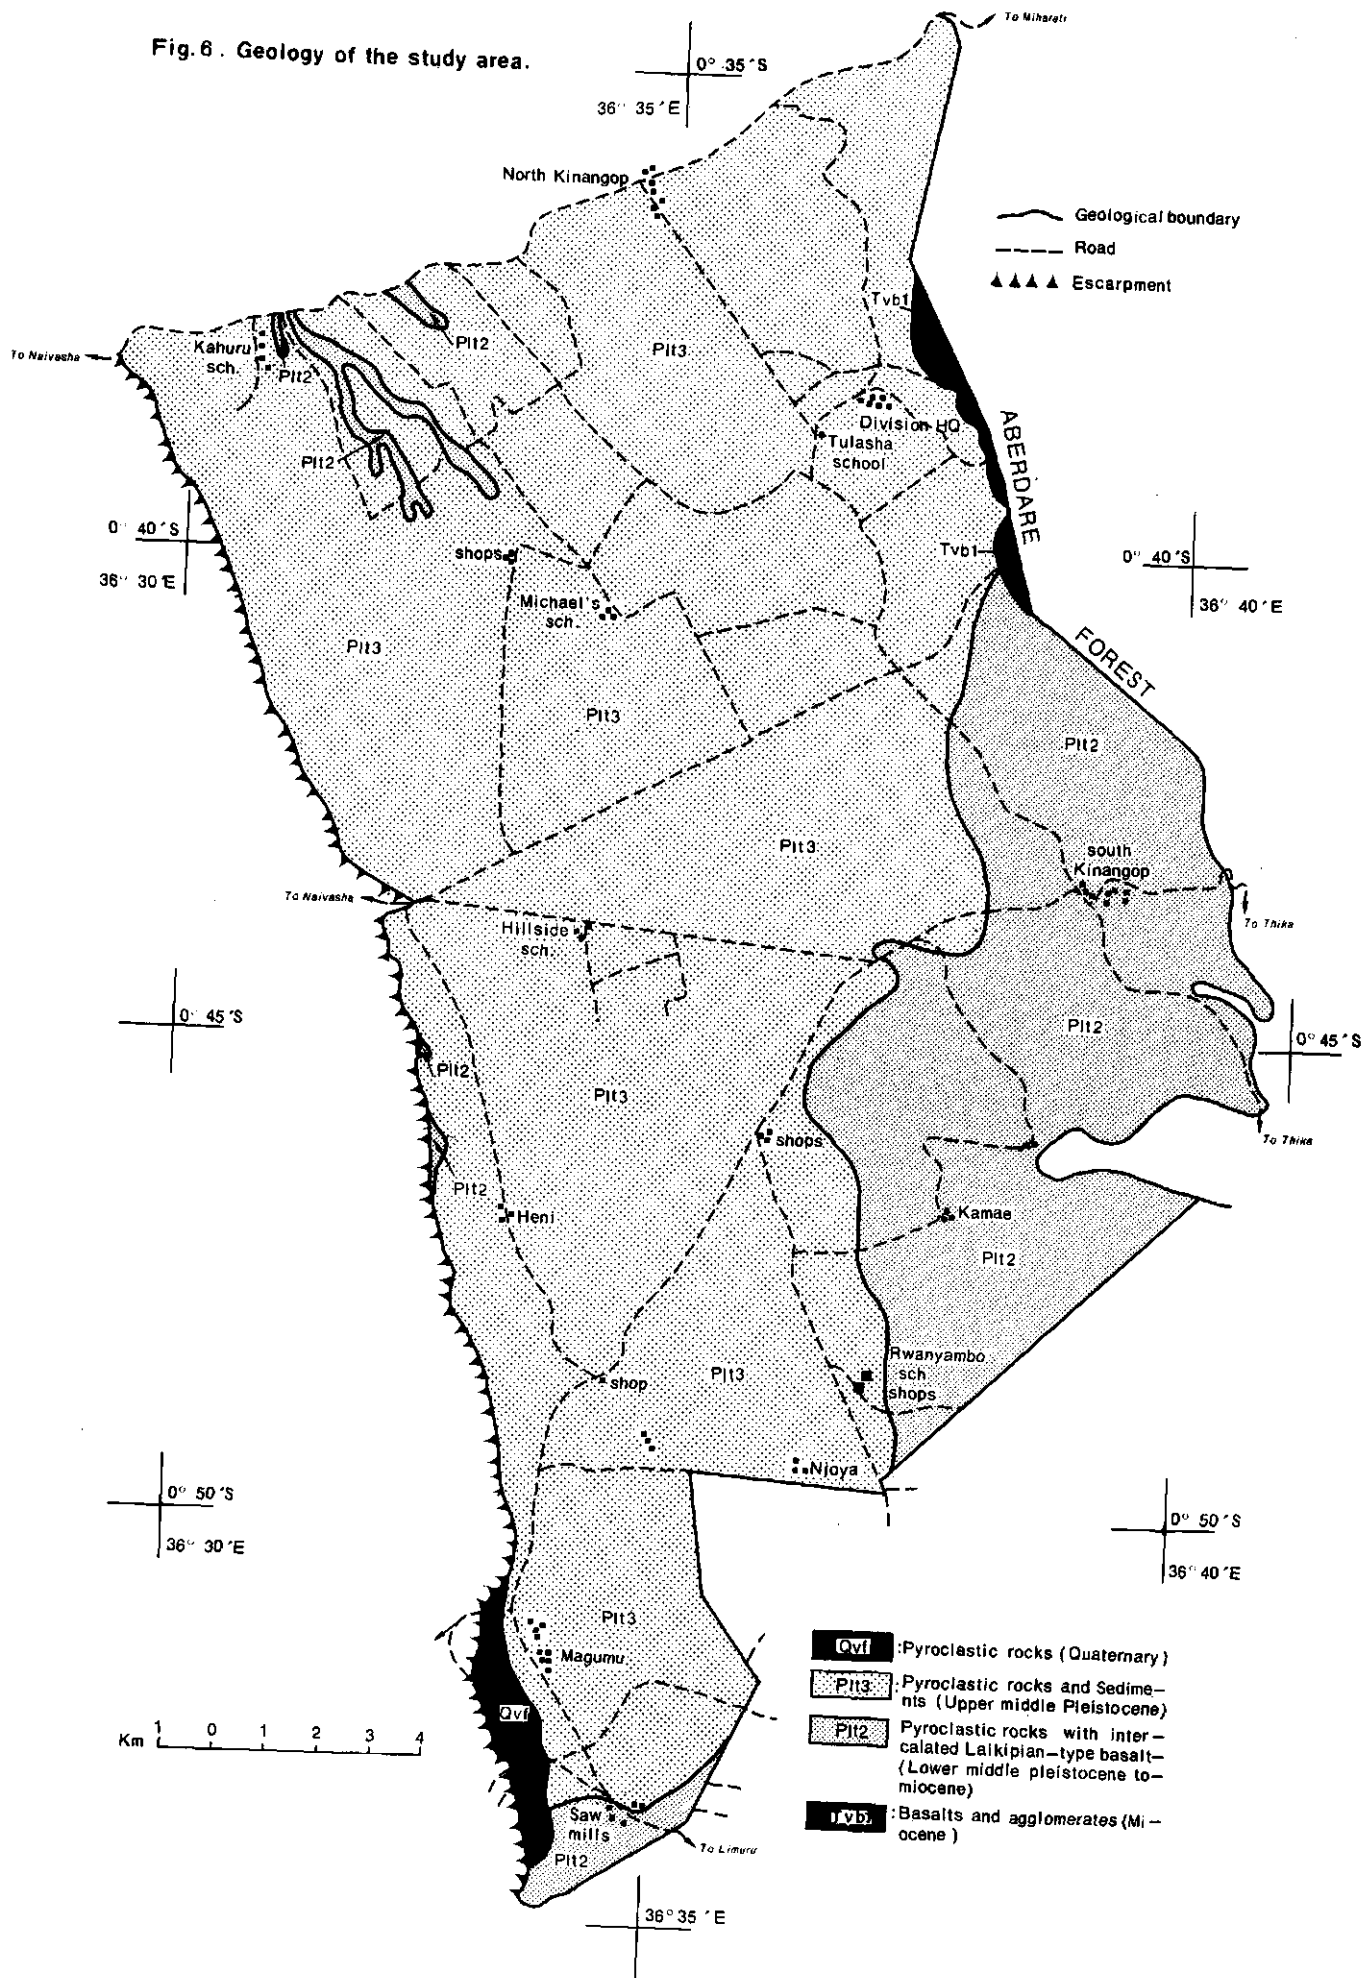 To Miharati
Fig. 6. Geology of the study area.
0° 35′S
36° 35′E
North Kinangop
Geological boundary
Road
Escarpment
Tvb1
To Naivasha
Kahuru
sch.
Plt2
Plt2
Plt3
Division HQ
Tulasha
school
ABERDARE
Plt2
0° 40′S
36° 30′E
shops
Tvb1
0° 40′S
36° 40′E
Michael's
sch.
Plt3
FOREST
Plt3
Plt2
Plt3
south
Kinangop
To Naivasha
To Thika
Hillside
sch.
0° 45′S
Plt2
0° 45′S
Plt2
Plt3
shops
To Thika
Plt2
Heni
Kamae
Plt2
Rwanyambo
sch
shops
Plt3
shop
Njoya
0° 50′S
36° 30′E
0° 50′S
36° 40′E
Plt3
Magumu
Qvf
Qvf :Pyroclastic rocks (Quaternary)
Plt3 :Pyroclastic rocks and Sedime-
nts (Upper middle Pleistocene)
Plt2 Pyroclastic rocks with inter-
calated Laikipian-type basalt-
(Lower middle pleistocene to-
miocene)
Tvb1 :Basalts and agglomerates (Mi-
ocene)
Km 1 0 1 2 3 4
Saw
mills
To Limuru
Plt2
36° 35′E